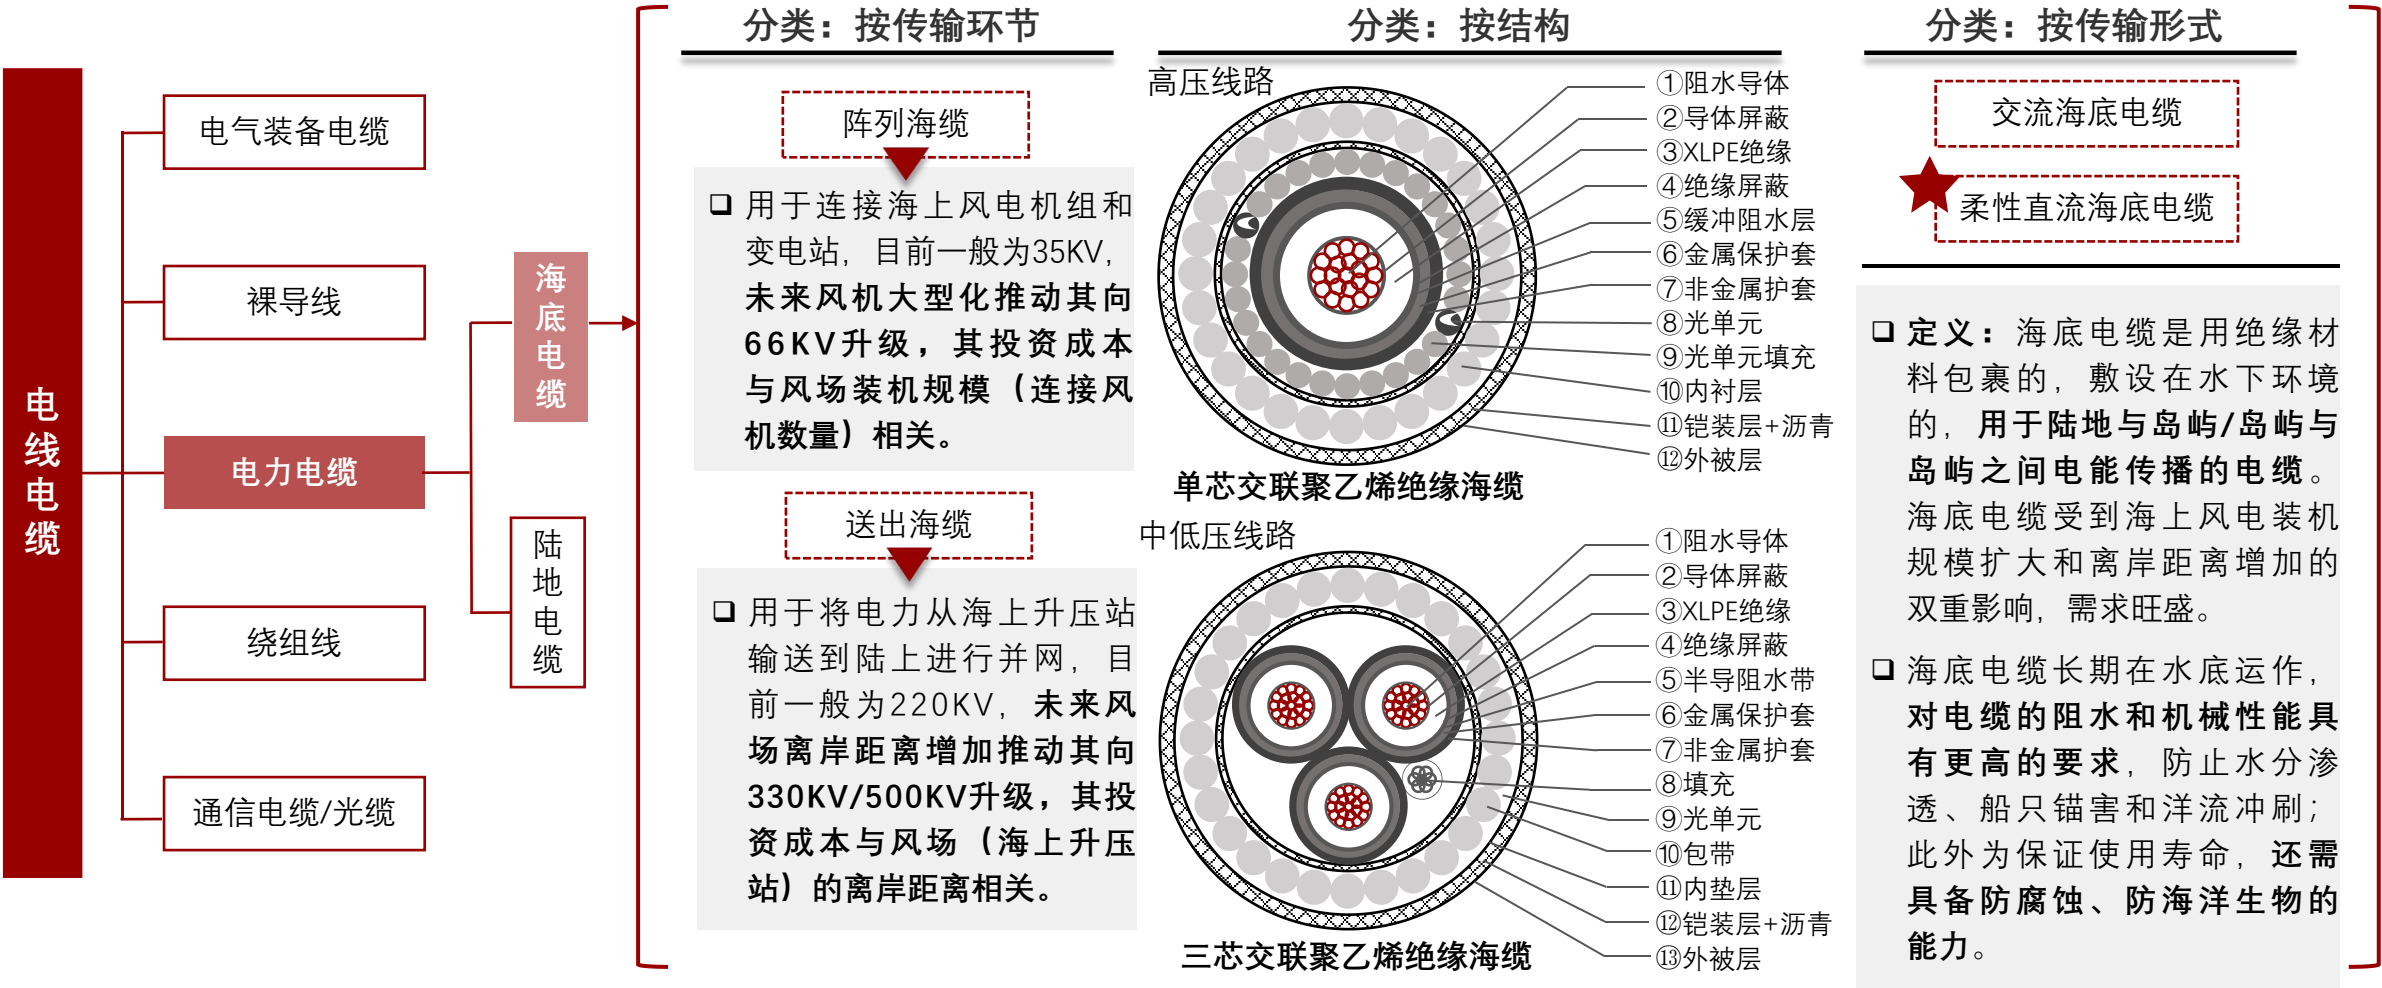 电线电缆
电气装备电缆
裸导线
电力电缆
绕组线
通信电缆/光缆
海底电缆
陆地电缆
分类：按传输环节
阵列海缆
用于连接海上风电机组和
变电站，目前一般为35KV，
未来风机大型化推动其向
66KV升级，其投资成本
与风场装机规模（连接风
机数量）相关。
送出海缆
用于将电力从海上升压站
输送到陆上进行并网，目
前一般为220KV，未来风
场离岸距离增加推动其向
330KV/500KV升级，其投
资成本与风场（海上升压
站）的离岸距离相关。
分类：按结构
高压线路
①阻水导体
②导体屏蔽
③XLPE绝缘
④绝缘屏蔽
⑤缓冲阻水层
⑥金属保护套
⑦非金属护套
⑧光单元
⑨光单元填充
⑩内衬层
⑪铠装层+沥青
⑫外被层
单芯交联聚乙烯绝缘海缆
中低压线路
①阻水导体
②导体屏蔽
③XLPE绝缘
④绝缘屏蔽
⑤半导阻水带
⑥金属保护套
⑦非金属护套
⑧填充
⑨光单元
⑩包带
⑪内垫层
⑫铠装层+沥青
⑬外被层
三芯交联聚乙烯绝缘海缆
分类：按传输形式
交流海底电缆
柔性直流海底电缆
定义：海底电缆是用绝缘材
料包裹的，敷设在水下环境
的，用于陆地与岛屿/岛屿与
岛屿之间电能传播的电缆。
海底电缆受到海上风电装机
规模扩大和离岸距离增加的
双重影响，需求旺盛。
海底电缆长期在水底运作，
对电缆的阻水和机械性能具
有更高的要求，防止水分渗
透、船只锚害和洋流冲刷；
此外为保证使用寿命，还需
具备防腐蚀、防海洋生物的
能力。